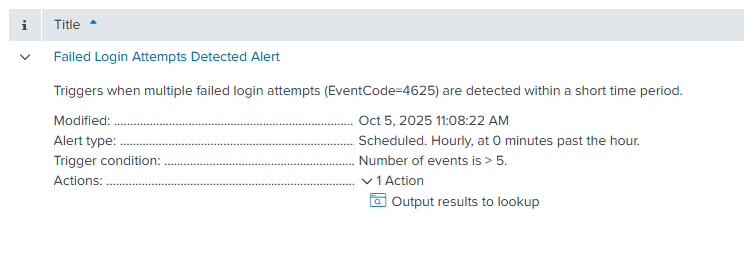 i Title
Failed Login Attempts Detected Alert
Triggers when multiple failed login attempts (EventCode=4625) are detected within a short time period.
Modified: ............................................................ Oct 5, 2025 11:08:22 AM
Alert type: .......................................................... Scheduled. Hourly, at 0 minutes past the hour.
Trigger condition: ............................................... Number of events is > 5.
Actions: .............................................................. 1 Action
Output results to lookup